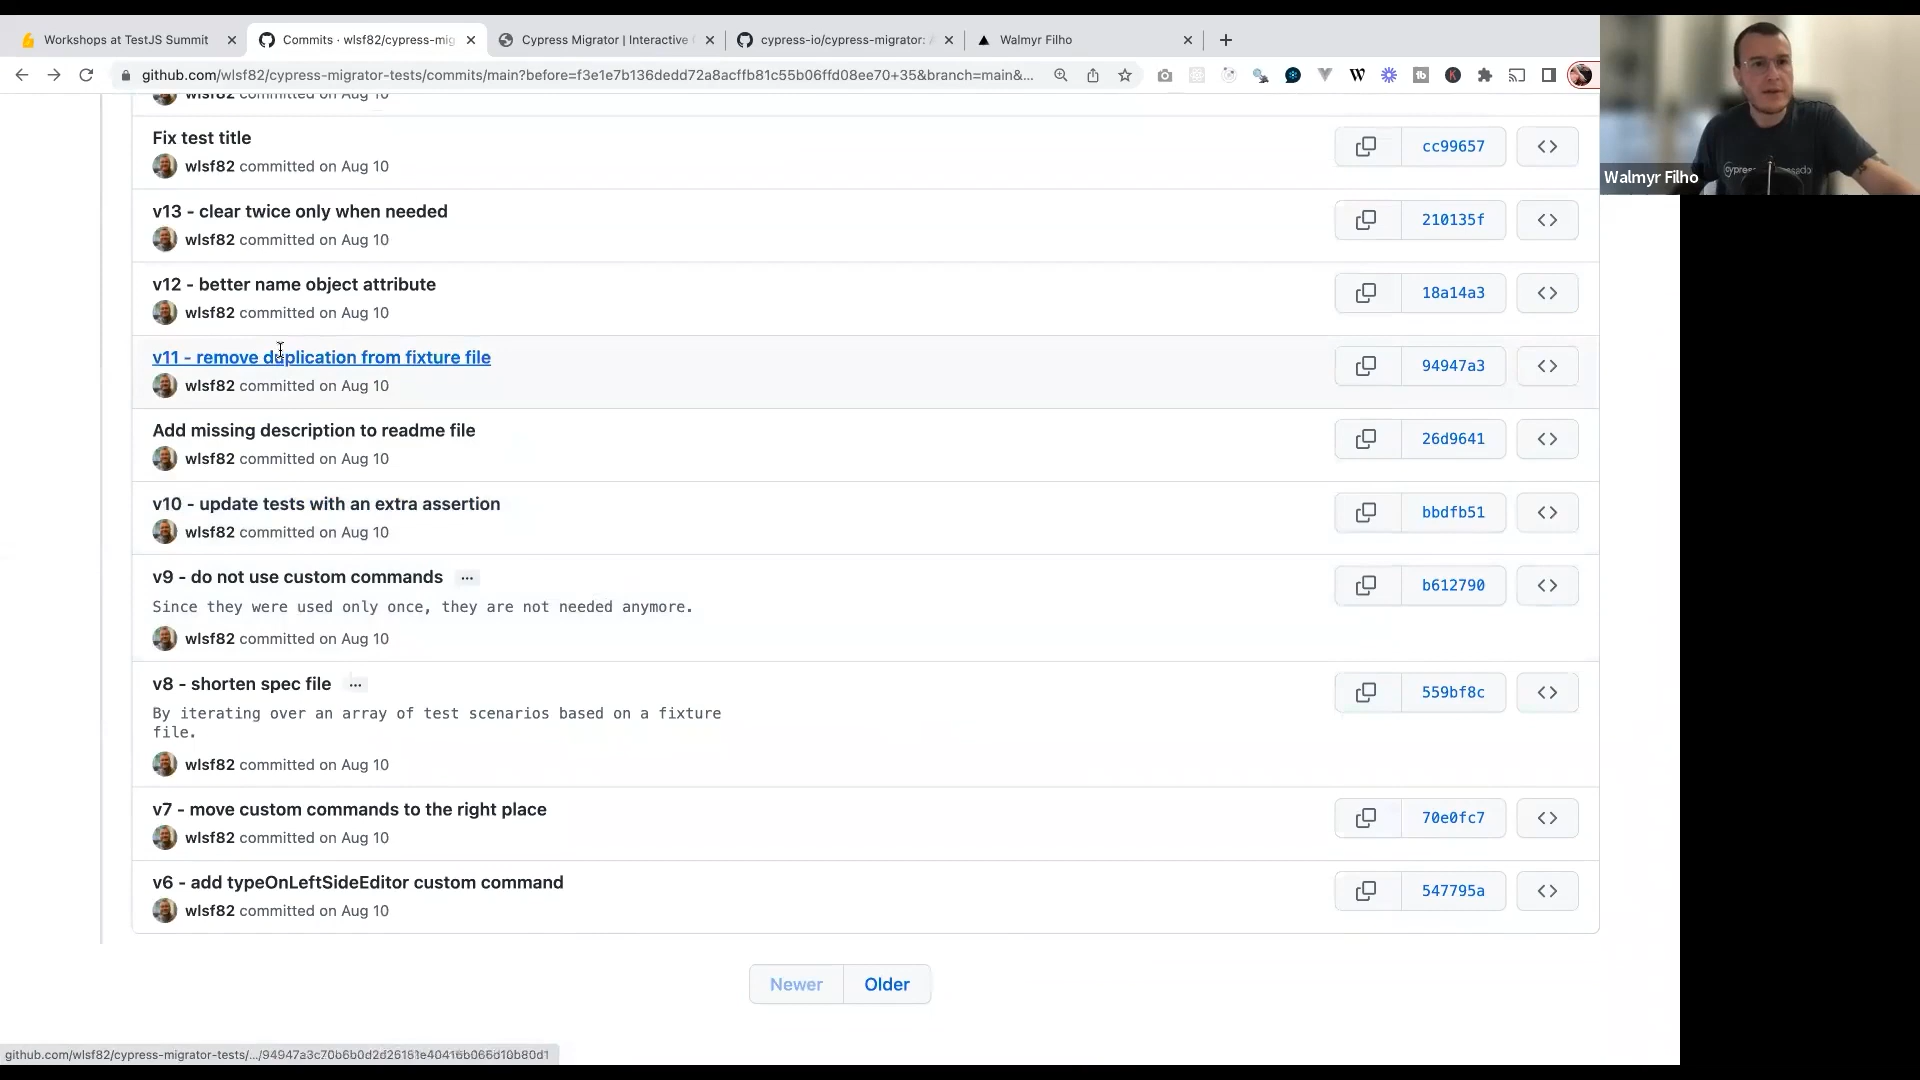 Workshops at TestJS Summit
Commits · wlsf82/cypress-mig
Cypress Migrator | Interactive
cypress-io/cypress-migrator:
Walmyr Filho
github.com/wlsf82/cypress-migrator-tests/commits/main?before=f3e1e7b136dedd72a8acffb81c55b06ffd08ee70+35&branch=main&...
wlsf82 committed on Aug 10
Fix test title
wlsf82 committed on Aug 10
cc99657
v13 - clear twice only when needed
wlsf82 committed on Aug 10
210135f
v12 - better name object attribute
wlsf82 committed on Aug 10
18a14a3
v11 - remove duplication from fixture file
wlsf82 committed on Aug 10
94947a3
Add missing description to readme file
wlsf82 committed on Aug 10
26d9641
v10 - update tests with an extra assertion
wlsf82 committed on Aug 10
bbdfb51
v9 - do not use custom commands
Since they were used only once, they are not needed anymore.
wlsf82 committed on Aug 10
b612790
v8 - shorten spec file
By iterating over an array of test scenarios based on a fixture
file.
wlsf82 committed on Aug 10
559bf8c
v7 - move custom commands to the right place
wlsf82 committed on Aug 10
70e0fc7
v6 - add typeOnLeftSideEditor custom command
wlsf82 committed on Aug 10
547795a
Newer
Older
Walmyr Filho